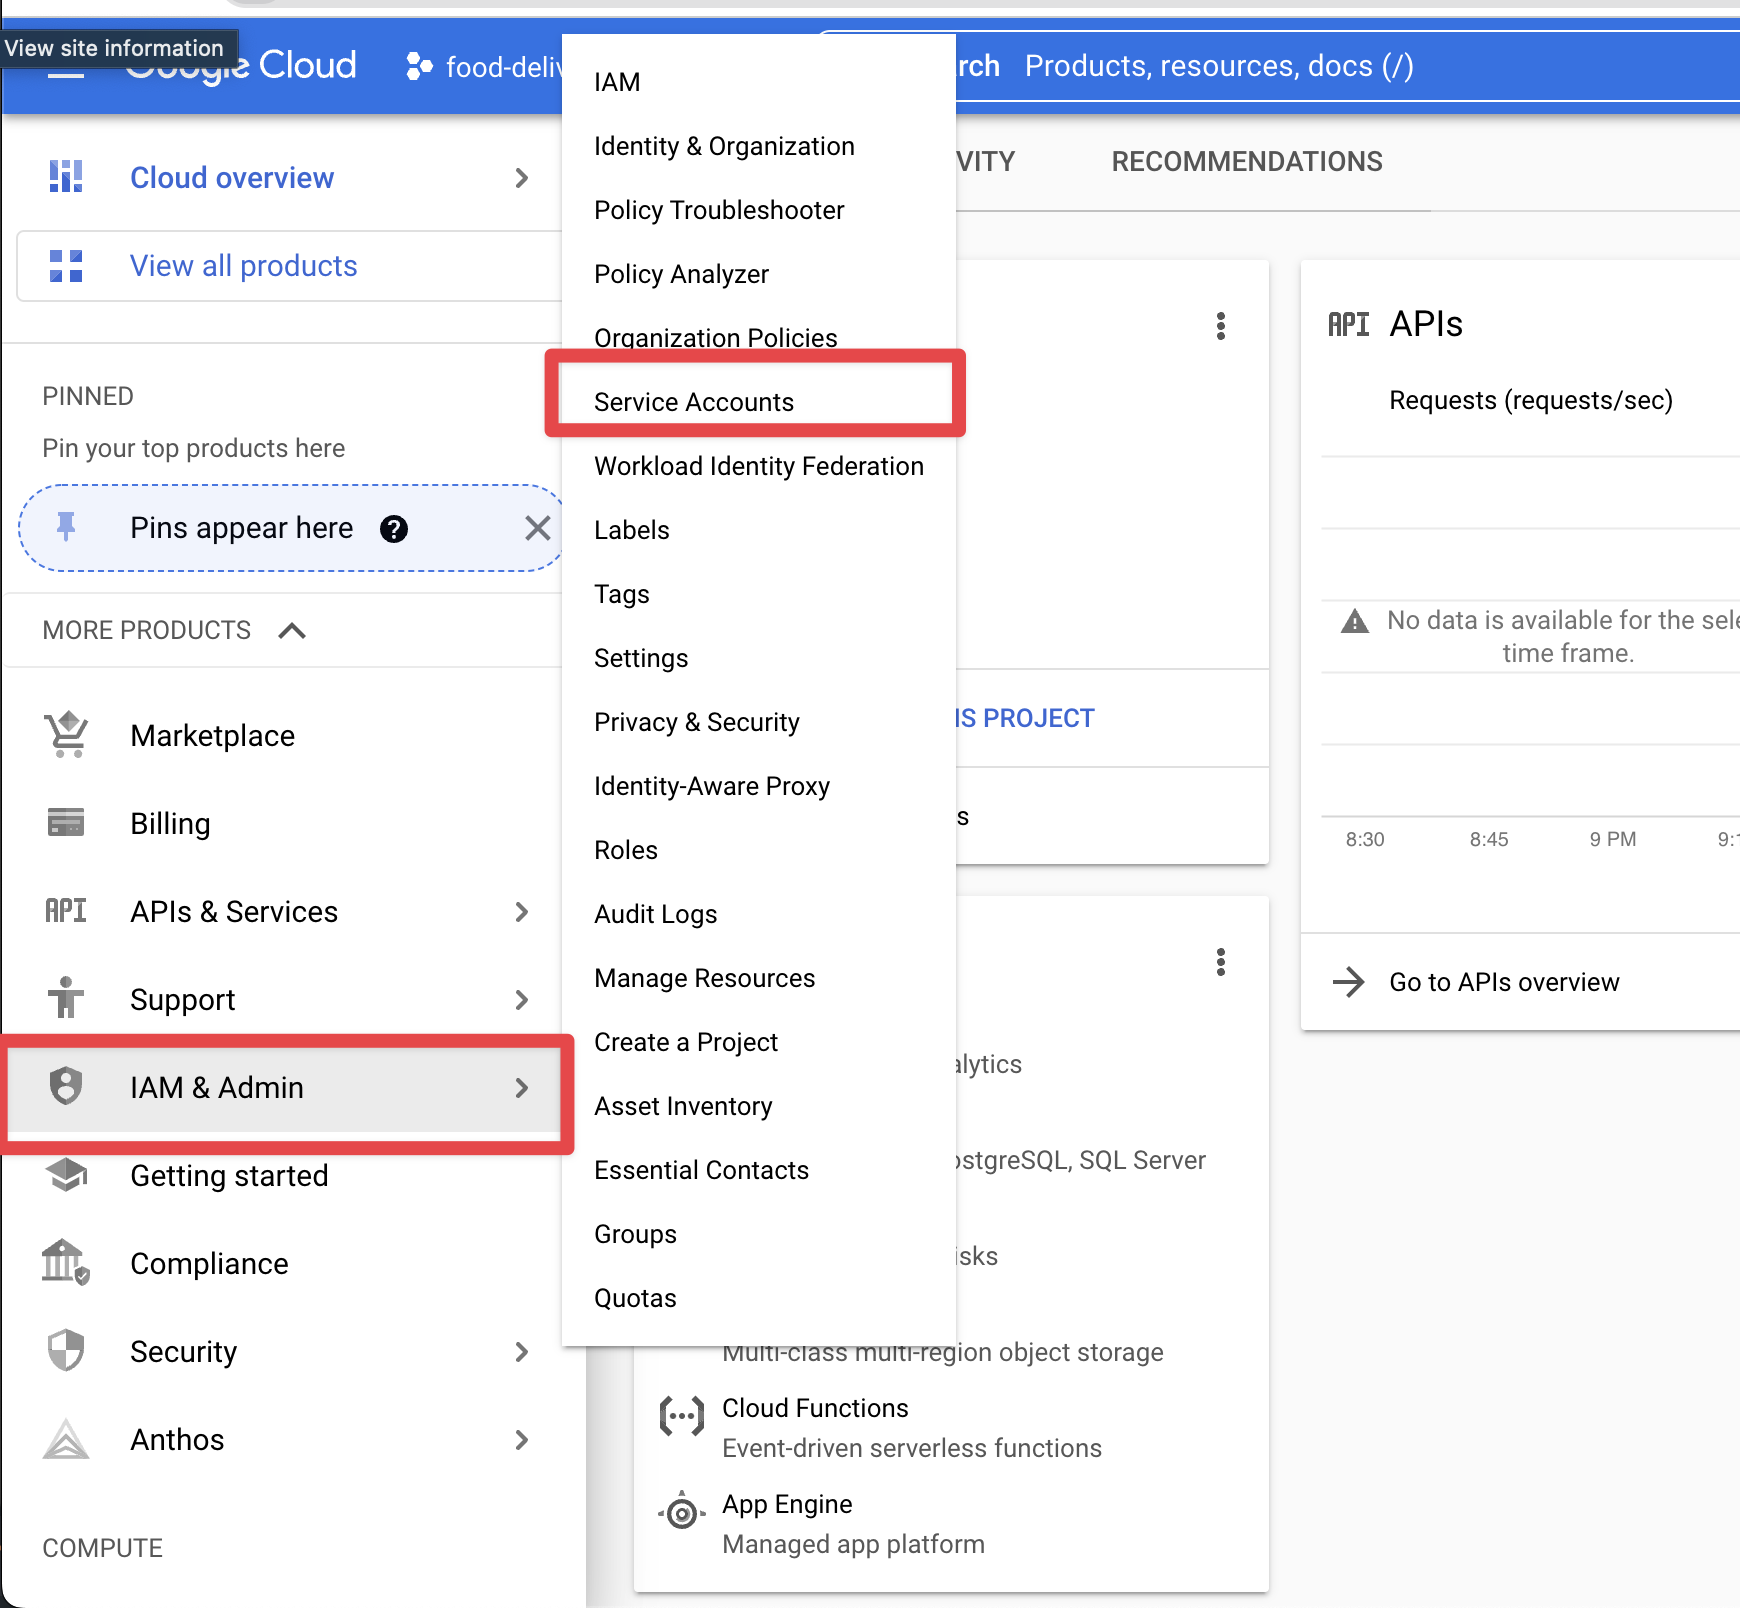 View site information
Google Cloud
food-deliv
rch Products, resources, docs (/)
Cloud overview
View all products
PINNED
Pin your top products here
Pins appear here
MORE PRODUCTS
Marketplace
Billing
API APIs & Services
Support
IAM & Admin
Getting started
Compliance
Security
Anthos
COMPUTE
IAM
Identity & Organization
Policy Troubleshooter
Policy Analyzer
Organization Policies
Service Accounts
Workload Identity Federation
Labels
Tags
Settings
Privacy & Security
Identity-Aware Proxy
Roles
Audit Logs
Manage Resources
Create a Project
Asset Inventory
Essential Contacts
Groups
Quotas
VITY
RECOMMENDATIONS
IS PROJECT
s
alytics
ostgreSQL, SQL Server
isks
Multi-class multi-region object storage
Cloud Functions
Event-driven serverless functions
App Engine
Managed app platform
API APIs
Requests (requests/sec)
No data is available for the sele
time frame.
8:30 8:45 9 PM 9:1
Go to APIs overview